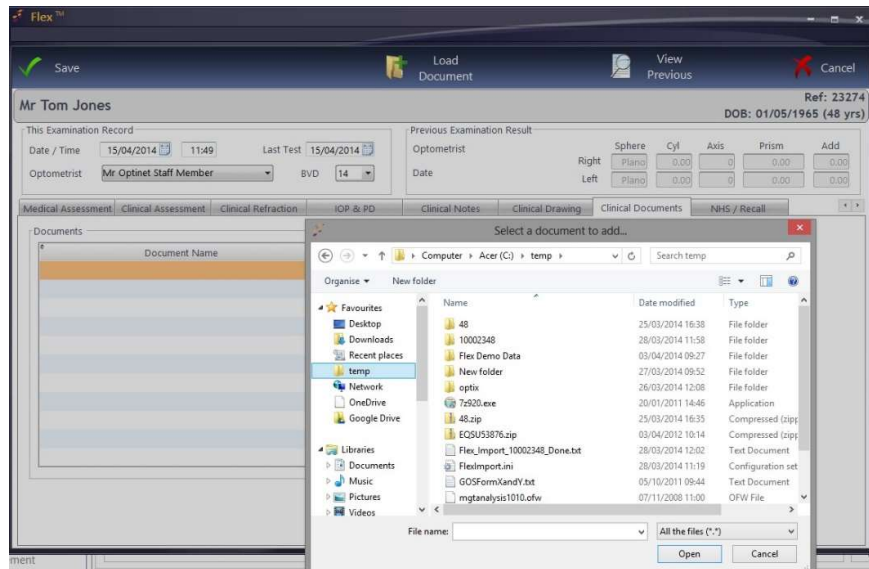 Flex™
Save
Load Document
View Previous
Cancel
Mr Tom Jones
Ref: 23274
DOB: 01/05/1965 (48 yrs)
This Examination Record
Date / Time 15/04/2014 11:49 Last Test 15/04/2014
Optometrist Mr Optinet Staff Member BVD 14
Previous Examination Result
Optometrist
Date
Sphere Cyl Axis Prism Add
Right Plano 0.00 0 0.00 0.00
Left Plano 0.00 0 0.00 0.00
Medical Assessment Clinical Assessment Clinical Refraction IOP & PD Clinical Notes Clinical Drawing Clinical Documents NHS / Recall
Documents
Document Name
Select a document to add...
Computer Acer (C:) temp Search temp
Organise New folder
Favourites
Desktop
Downloads
Recent places
temp
Network
OneDrive
Google Drive
Libraries
Documents
Music
Pictures
Videos
Name Date modified Type
48 25/03/2014 16:38 File folder
10002348 28/03/2014 11:58 File folder
Flex Demo Data 03/04/2014 09:27 File folder
New folder 27/03/2014 09:52 File folder
optix 26/03/2014 12:08 File folder
7z920.exe 20/01/2011 14:46 Application
48.zip 25/03/2014 16:35 Compressed (zipp
EQSU53876.zip 03/04/2012 10:14 Compressed (zipp
Flex_Import_10002348_Done.txt 28/03/2014 12:02 Text Document
FlexImport.ini 28/03/2014 11:19 Configuration set
GOSFormXandY.txt 05/10/2011 09:44 Text Document
mgtanalysis1010.ofw 07/11/2008 11:00 OFW File
File name: All the files (*.*)
Open Cancel
ment